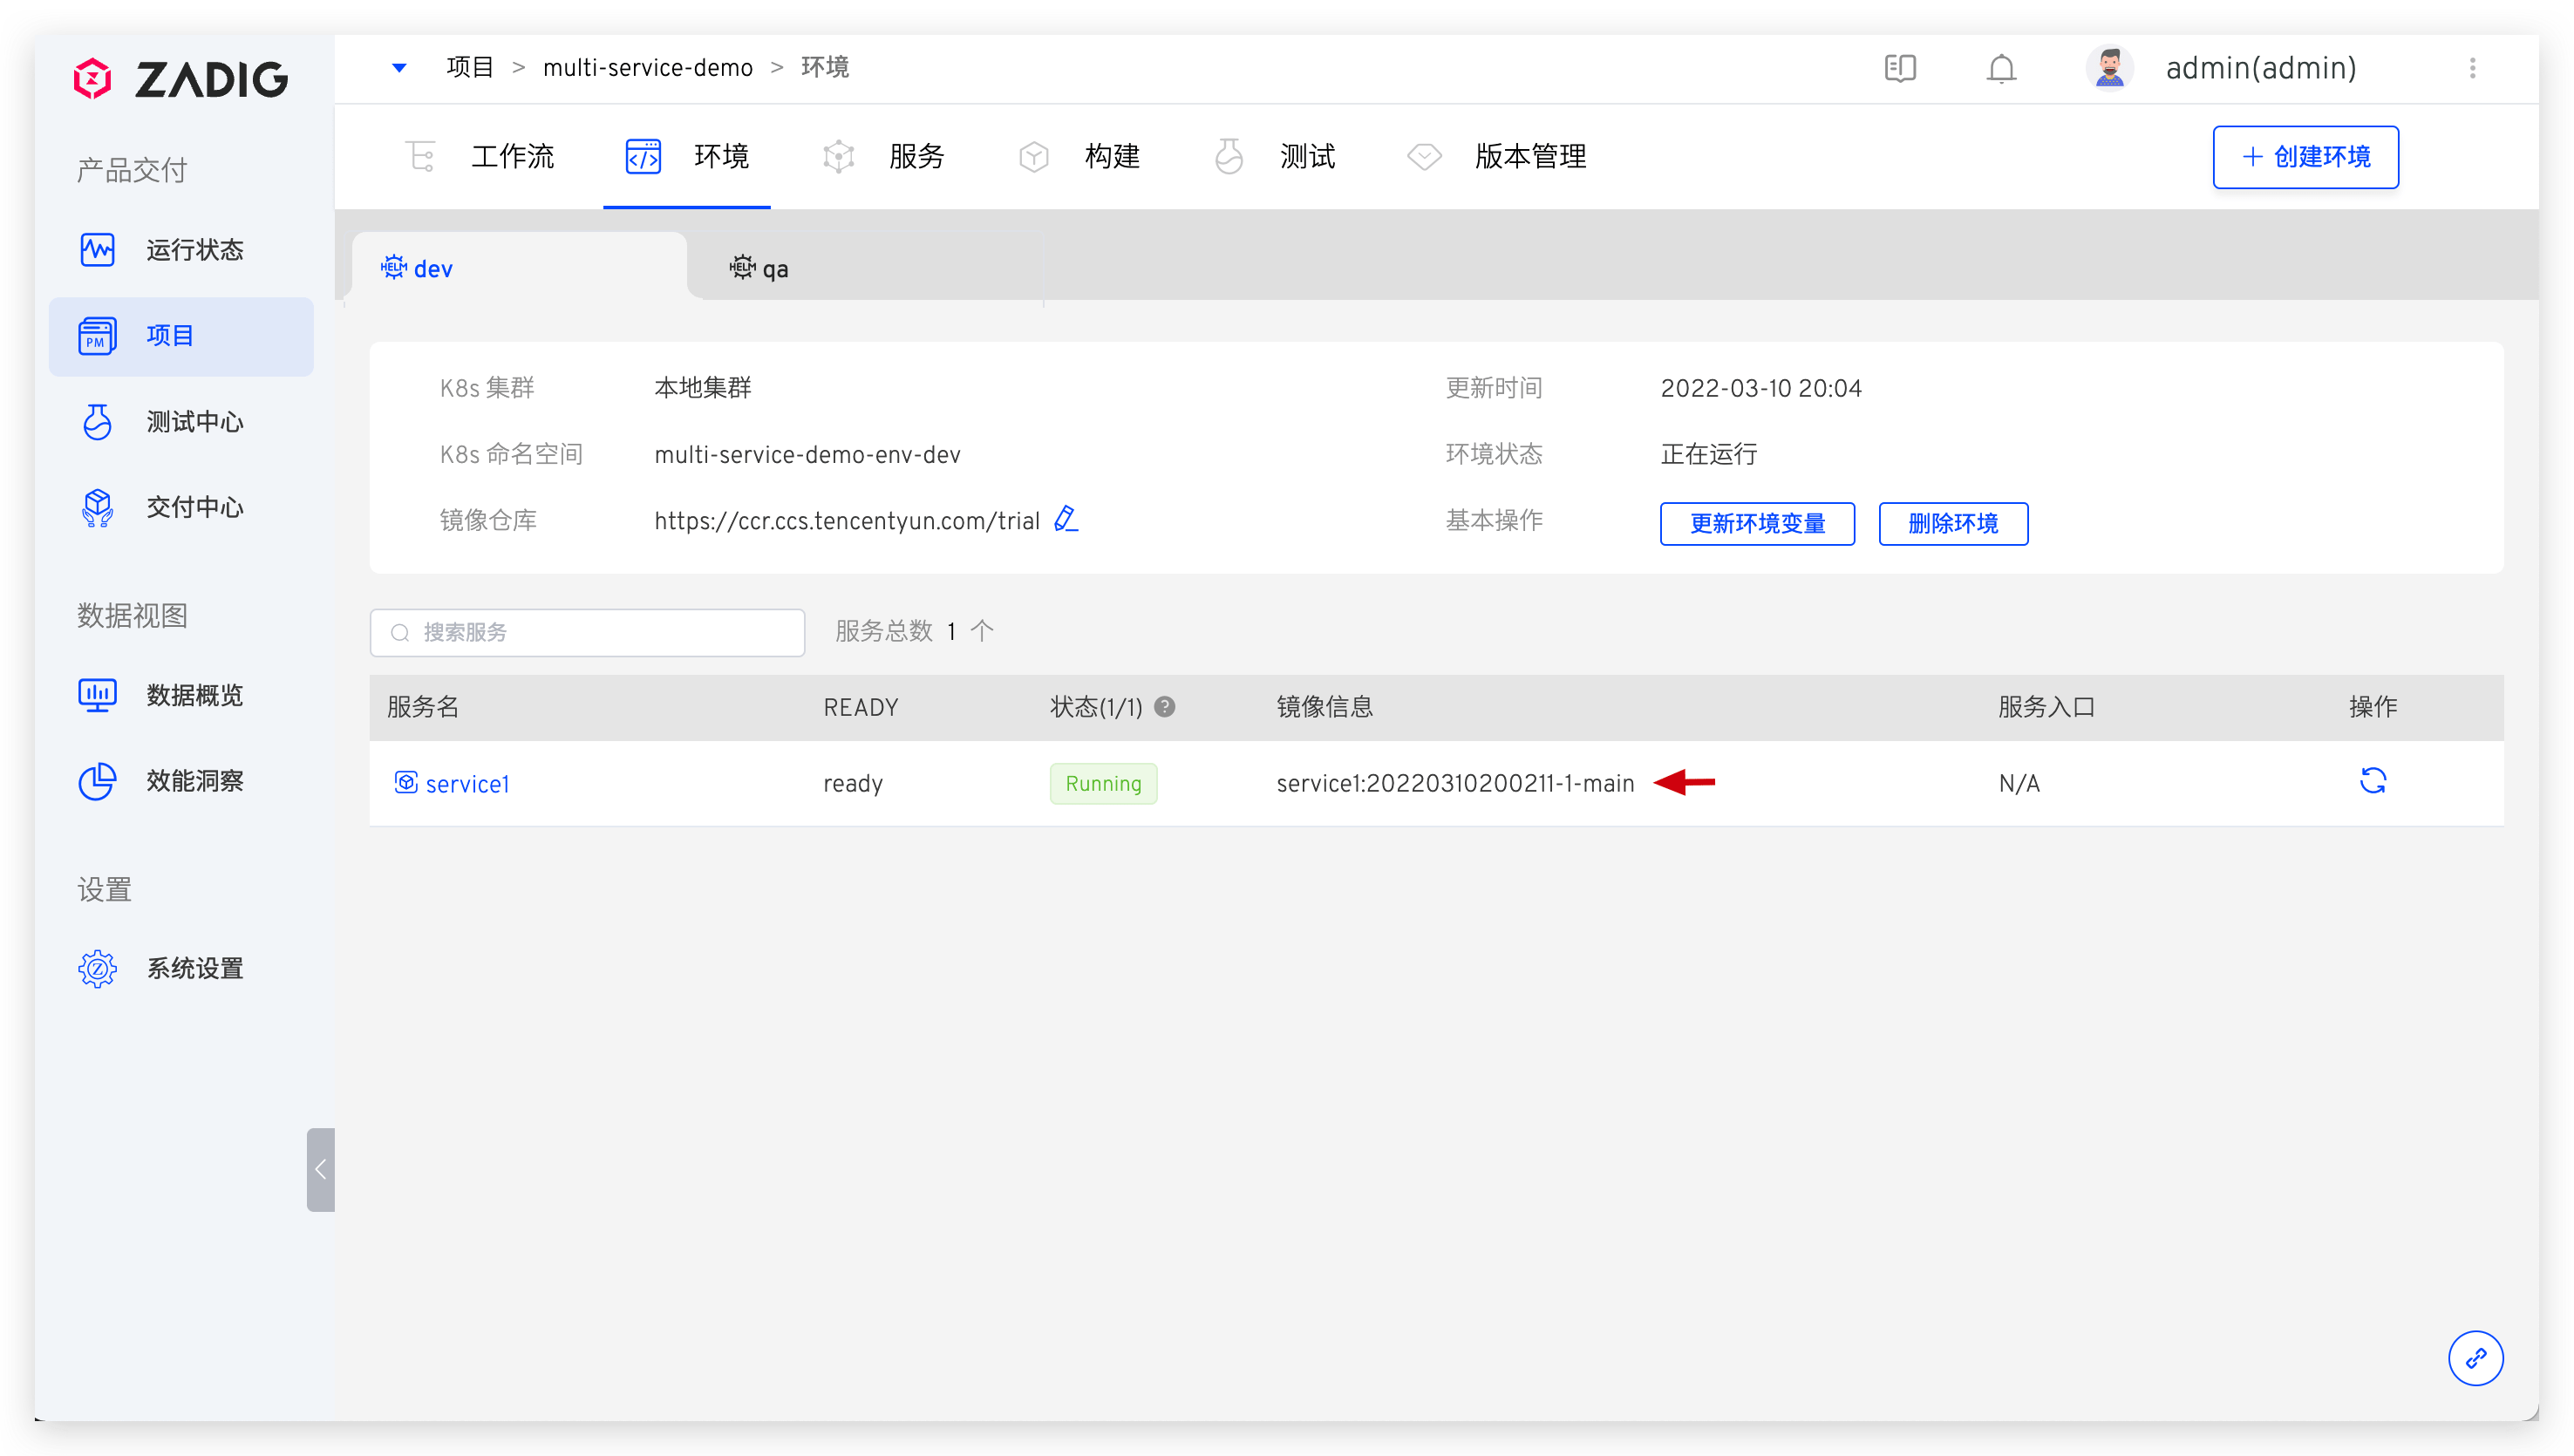 ZADIG
项目 > multi-service-demo > 环境
admin(admin)
工作流
环境
服务
构建
测试
版本管理
+ 创建环境
产品交付
运行状态
PM
项目
测试中心
交付中心
数据视图
数据概览
效能洞察
设置
Z
系统设置
HELM dev
HELM qa
K8s 集群 本地集群
更新时间 2022-03-10 20:04
K8s 命名空间 multi-service-demo-env-dev
环境状态 正在运行
镜像仓库 https://ccr.ccs.tencentyun.com/trial
基本操作 更新环境变量 删除环境
搜索服务
服务总数 1 个
服务名 READY 状态(1/1) ? 镜像信息 服务入口 操作
service1 ready Running service1:20220310200211-1-main N/A